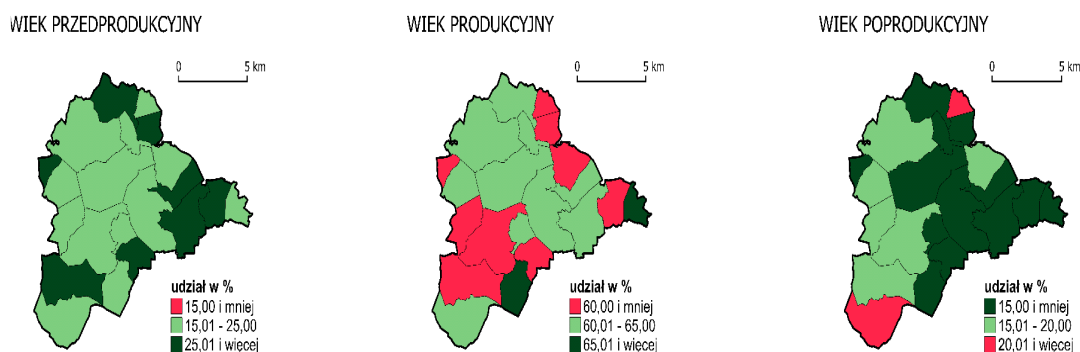 WIEK PRZEDPRODUKCYJNY
0 5 km
udział w %
15,00 i mniej
15,01 - 25,00
25,01 i więcej
WIEK PRODUKCYJNY
0 5 km
udział w %
60,00 i mniej
60,01 - 65,00
65,01 i więcej
WIEK POPRODUKCYJNY
0 5 km
udział w %
15,00 i mniej
15,01 - 20,00
20,01 i więcej